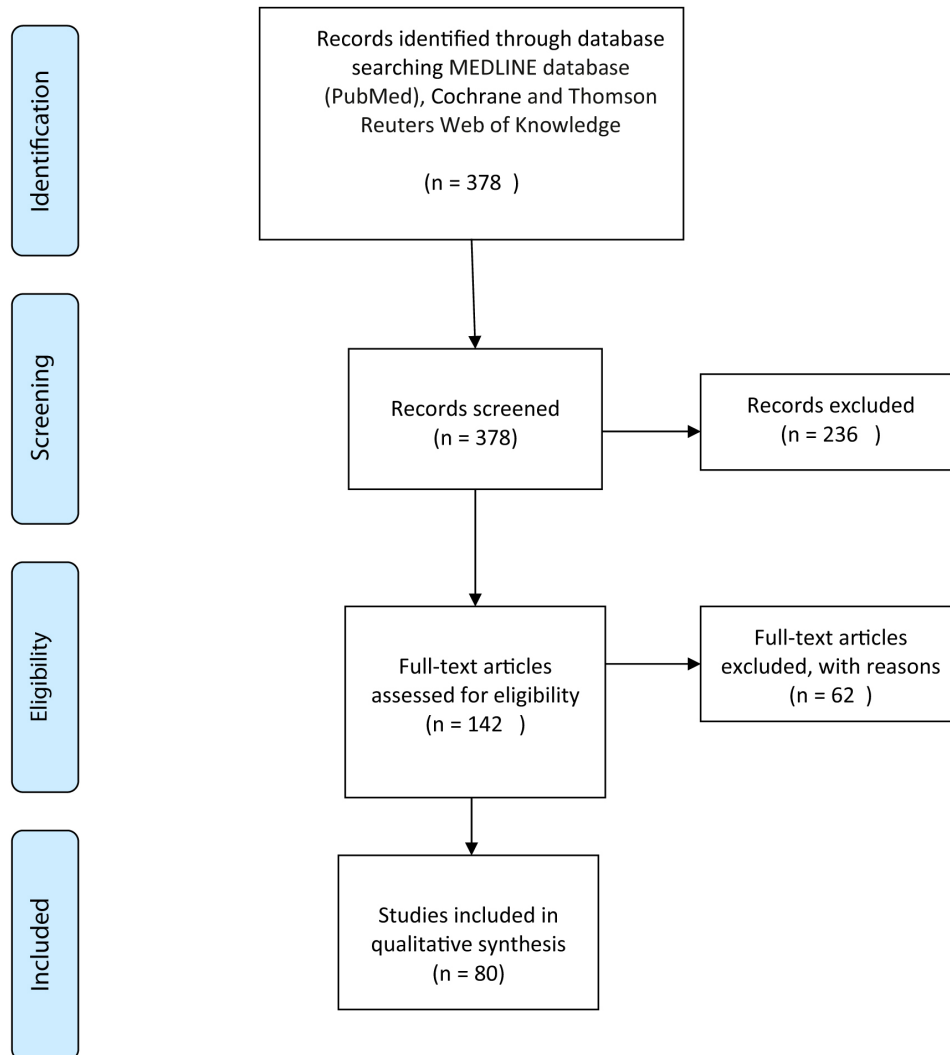 Identification
Records identified through database
searching MEDLINE database
(PubMed), Cochrane and Thomson
Reuters Web of Knowledge
(n = 378  )
Screening
Records screened
(n = 378)
Records excluded
(n = 236   )
Eligibility
Full-text articles
assessed for eligibility
(n = 142   )
Full-text articles
excluded, with reasons
(n = 62  )
Included
Studies included in
qualitative synthesis
(n = 80)